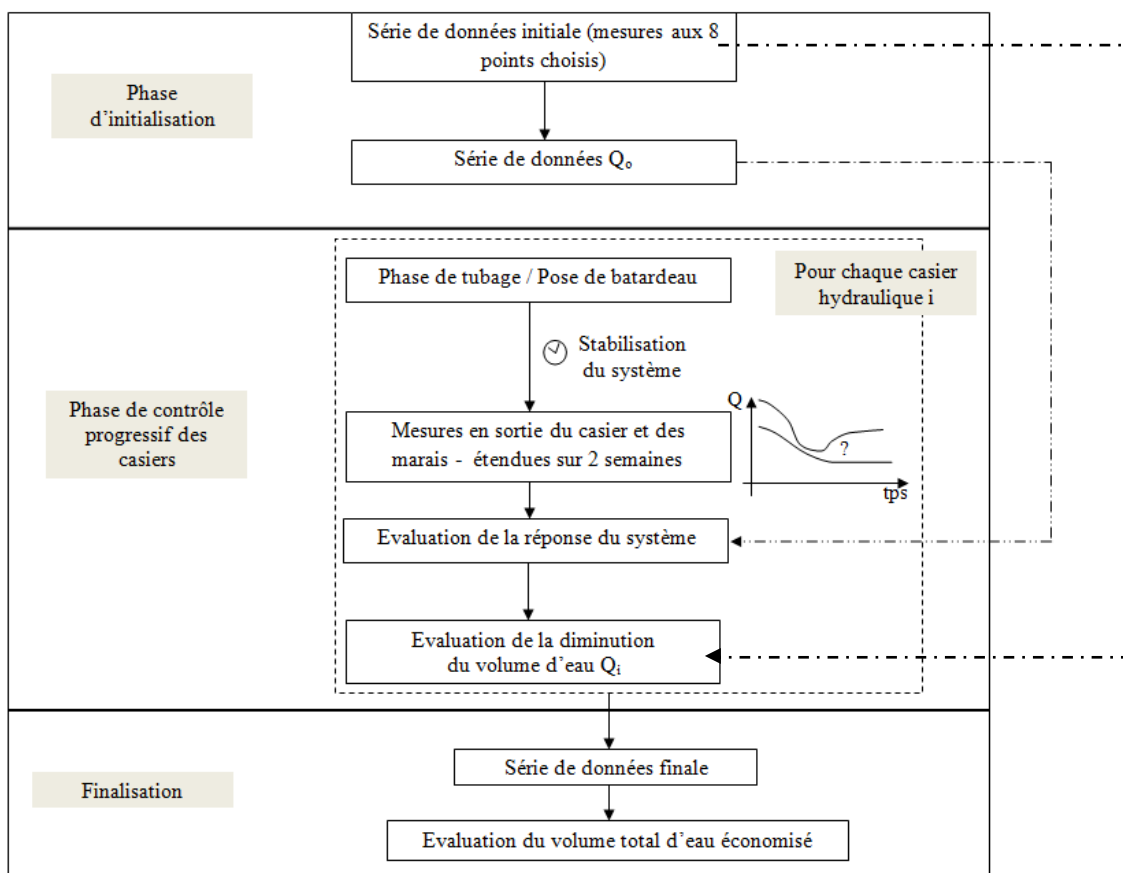 Série de données initiale (mesures aux 8
points choisis)
Phase
d'initialisation
Série de données Qₒ
Phase de tubage / Pose de batardeau
Pour chaque casier
hydraulique i
Stabilisation
du système
Phase de contrôle
progressif des
casiers
Mesures en sortie du casier et des
marais - étendues sur 2 semaines
Q
?
tps
Evaluation de la réponse du système
Evaluation de la diminution
du volume d'eau Qᵢ
Série de données finale
Finalisation
Evaluation du volume total d'eau économisé